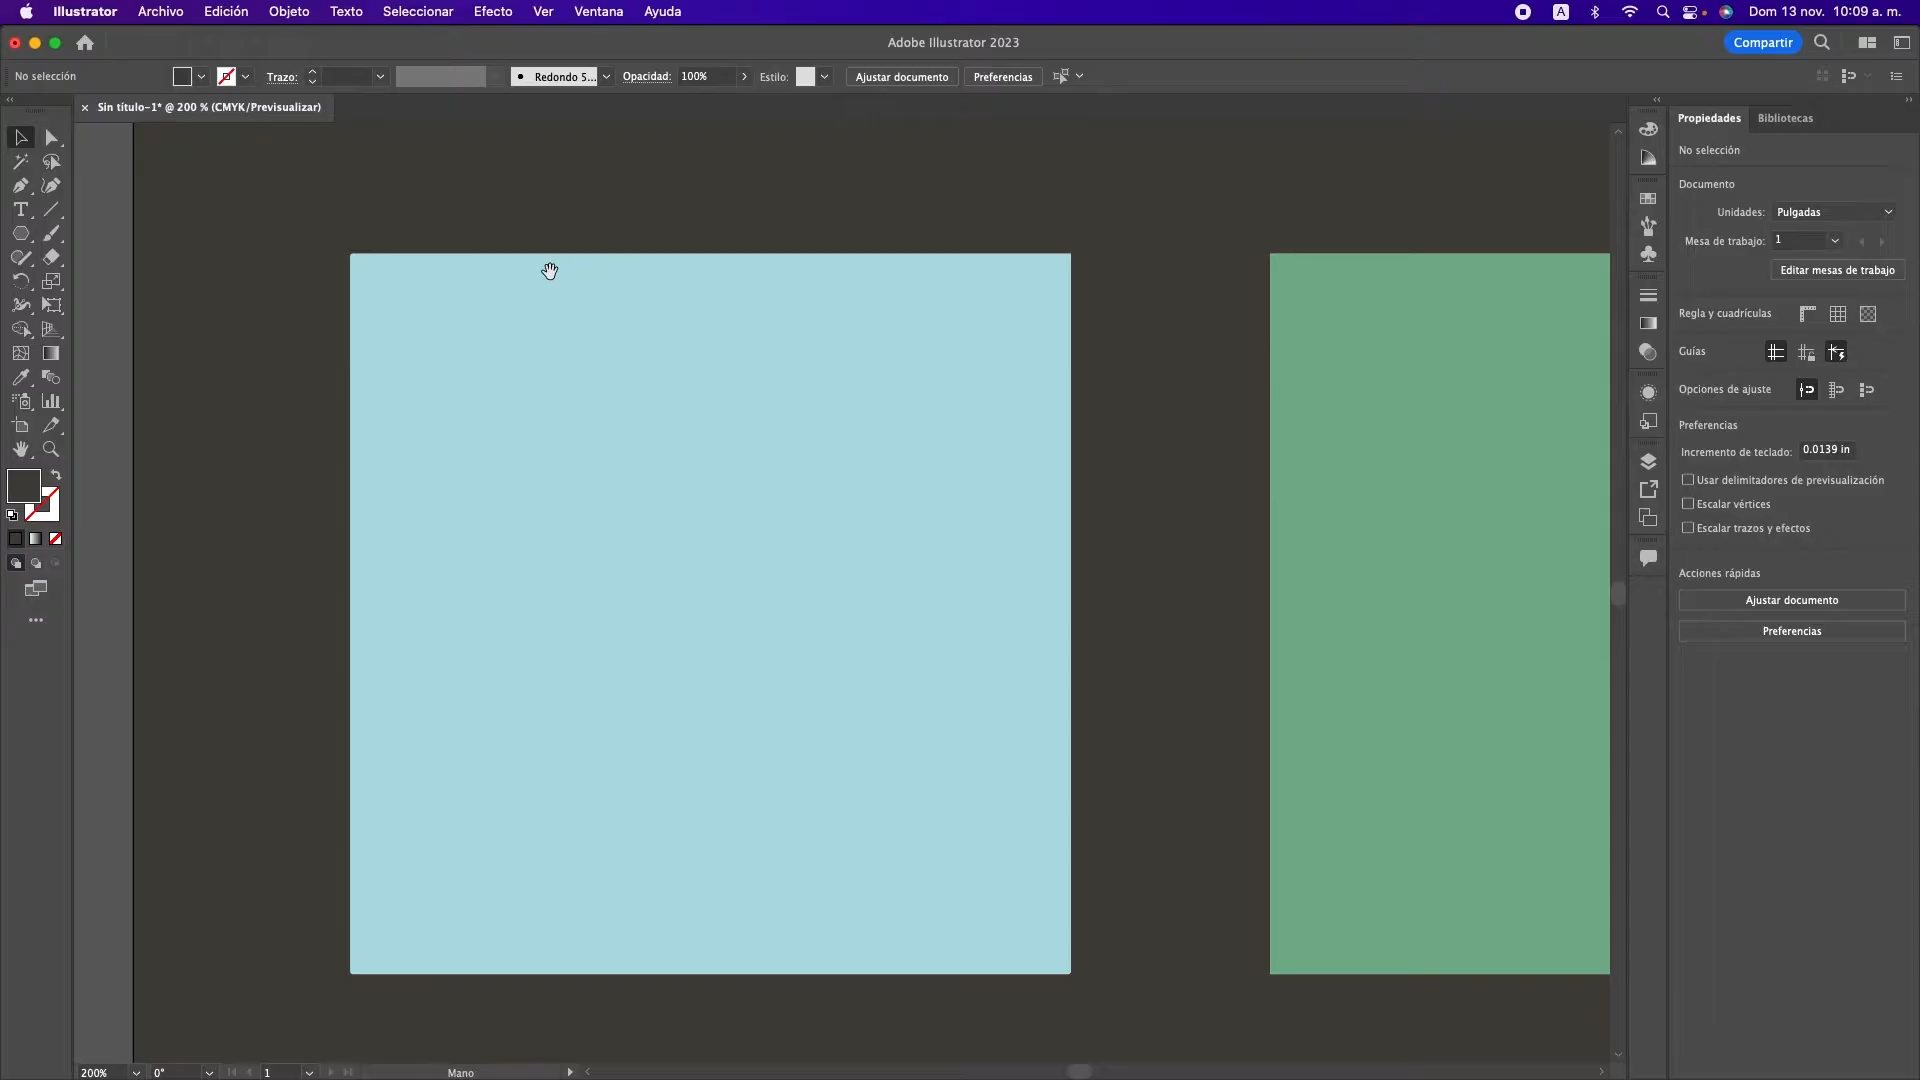 Illustrator Archivo Edición Objeto Texto Seleccionar Efecto Ver Ventana Ayuda
A Dom 13 nov. 10:09 a. m.
Adobe Illustrator 2023
Compartir
No selección Trazo: Redondo 5... Opacidad: 100% Estilo: Ajustar documento Preferencias
Sin título-1* @ 200 % (CMYK/Previsualizar)
Propiedades Bibliotecas
No selección
Documento
Unidades: Pulgadas
Mesa de trabajo: 1
Editar mesas de trabajo
Regla y cuadrículas
Guías
Opciones de ajuste
Preferencias
Incremento de teclado: 0.0139 in
Usar delimitadores de previsualización
Escalar vértices
Escalar trazos y efectos
Acciones rápidas
Ajustar documento
Preferencias
200% 0° 1 Mano